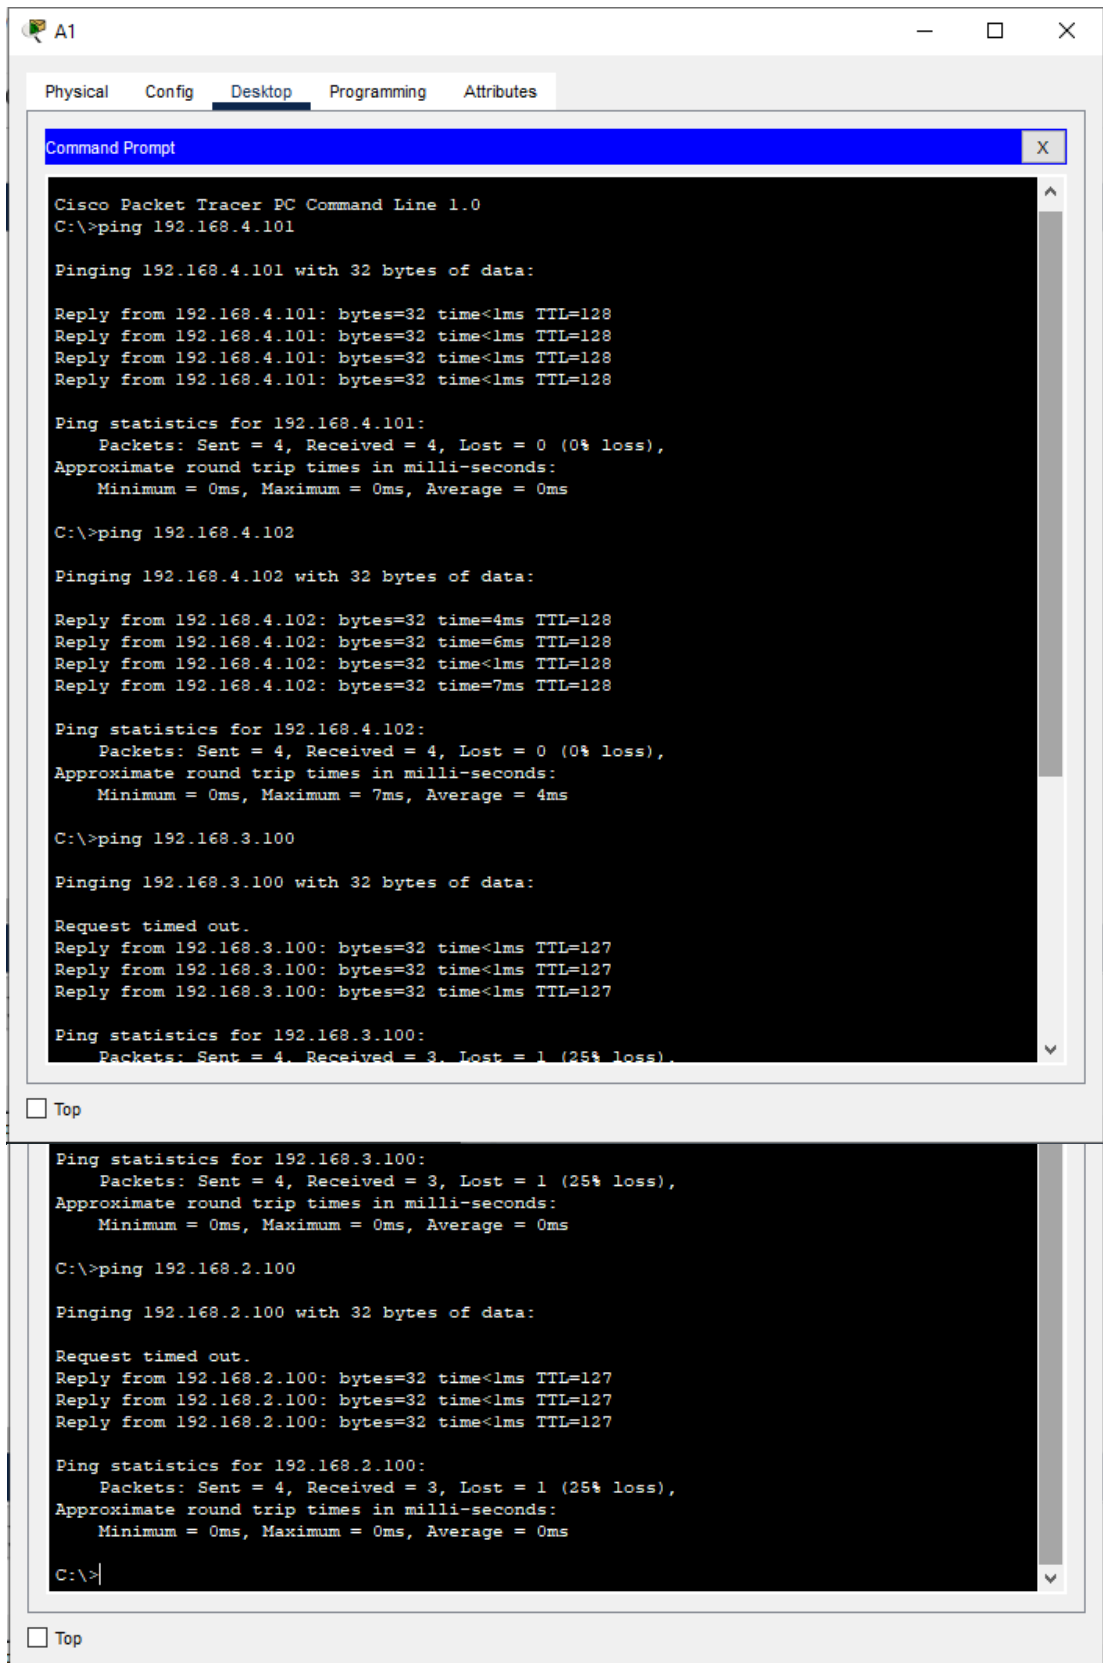 A1
Physical Config Desktop Programming Attributes
Command Prompt X
Cisco Packet Tracer PC Command Line 1.0
C:\>ping 192.168.4.101
Pinging 192.168.4.101 with 32 bytes of data:
Reply from 192.168.4.101: bytes=32 time<1ms TTL=128
Reply from 192.168.4.101: bytes=32 time<1ms TTL=128
Reply from 192.168.4.101: bytes=32 time<1ms TTL=128
Reply from 192.168.4.101: bytes=32 time<1ms TTL=128
Ping statistics for 192.168.4.101:
Packets: Sent = 4, Received = 4, Lost = 0 (0% loss),
Approximate round trip times in milli-seconds:
Minimum = 0ms, Maximum = 0ms, Average = 0ms
C:\>ping 192.168.4.102
Pinging 192.168.4.102 with 32 bytes of data:
Reply from 192.168.4.102: bytes=32 time=4ms TTL=128
Reply from 192.168.4.102: bytes=32 time=6ms TTL=128
Reply from 192.168.4.102: bytes=32 time<1ms TTL=128
Reply from 192.168.4.102: bytes=32 time=7ms TTL=128
Ping statistics for 192.168.4.102:
Packets: Sent = 4, Received = 4, Lost = 0 (0% loss),
Approximate round trip times in milli-seconds:
Minimum = 0ms, Maximum = 7ms, Average = 4ms
C:\>ping 192.168.3.100
Pinging 192.168.3.100 with 32 bytes of data:
Request timed out.
Reply from 192.168.3.100: bytes=32 time<1ms TTL=127
Reply from 192.168.3.100: bytes=32 time<1ms TTL=127
Reply from 192.168.3.100: bytes=32 time<1ms TTL=127
Ping statistics for 192.168.3.100:
Packets: Sent = 4, Received = 3, Lost = 1 (25% loss),
Top
Ping statistics for 192.168.3.100:
Packets: Sent = 4, Received = 3, Lost = 1 (25% loss),
Approximate round trip times in milli-seconds:
Minimum = 0ms, Maximum = 0ms, Average = 0ms
C:\>ping 192.168.2.100
Pinging 192.168.2.100 with 32 bytes of data:
Request timed out.
Reply from 192.168.2.100: bytes=32 time<1ms TTL=127
Reply from 192.168.2.100: bytes=32 time<1ms TTL=127
Reply from 192.168.2.100: bytes=32 time<1ms TTL=127
Ping statistics for 192.168.2.100:
Packets: Sent = 4, Received = 3, Lost = 1 (25% loss),
Approximate round trip times in milli-seconds:
Minimum = 0ms, Maximum = 0ms, Average = 0ms
C:\>
Top